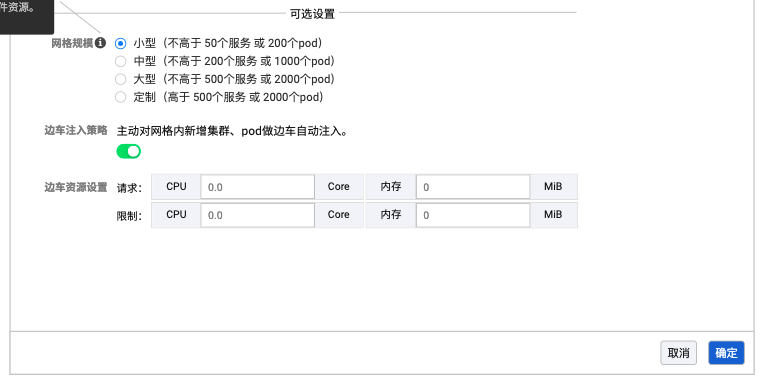 件资源。
可选设置
网格规模
小型（不高于 50个服务 或 200个pod）
中型（不高于 200个服务 或 1000个pod）
大型（不高于 500个服务 或 2000个pod）
定制（高于 500个服务 或 2000个pod）
边车注入策略 主动对网格内新增集群、pod做边车自动注入。
边车资源设置 请求： CPU 0.0 Core 内存 0 MiB
限制： CPU 0.0 Core 内存 0 MiB
取消 确定